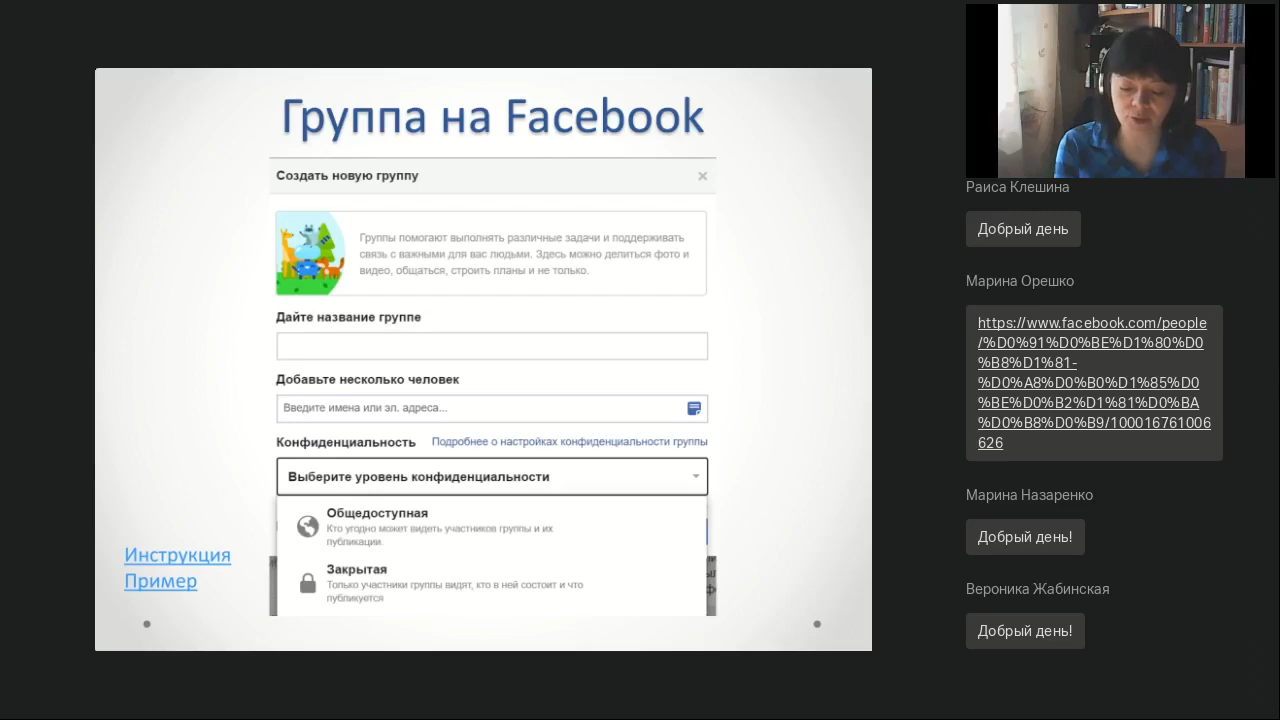 Группа на Facebook
Создать новую группу
Группы помогают выполнять различные задачи и поддерживать
связь с важными для вас людьми. Здесь можно делиться фото и
видео, общаться, строить планы и не только.
Дайте название группе
Добавьте несколько человек
Введите имена или эл. адреса...
Конфиденциальность Подробнее о настройках конфиденциальности группы
Выберите уровень конфиденциальности
Общедоступная
Кто угодно может видеть участников группы и их
публикации.
Закрытая
Только участники группы видят, кто в ней состоит и что
публикуется
Инструкция
Пример
Раиса Клешина
Добрый день
Марина Орешко
https://www.facebook.com/people
/%D0%91%D0%BE%D1%80%D0
%B8%D1%81-
%D0%A8%D0%B0%D1%85%D0
%BE%D0%B2%D1%81%D0%BA
%D0%B8%D0%B9/100016761006
626
Марина Назаренко
Добрый день!
Вероника Жабинская
Добрый день!